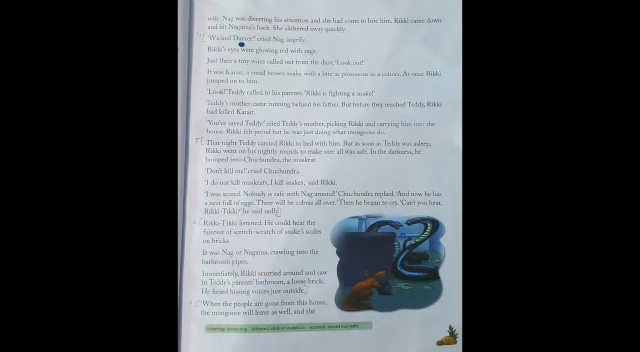 wife. Nag was diverting his attention and she had come to bite him. Rikki came down
and bit Nagaina's back. She slithered away quickly.
'Wicked Darzee!' cried Nag angrily.
Rikki's eyes were glowing red with rage.
Just then a tiny voice called out from the dust, 'Look out!'
It was Karait, a small brown snake with a bite as poisonous as a cobra's. At once Rikki
jumped on to him.
'Look!' Teddy called to his parents. 'Rikki is fighting a snake!'
Teddy's mother came running behind his father. But before they reached Teddy, Rikki
had killed Karait.
'You've saved Teddy!' cried Teddy's mother, picking Rikki and carrying him into the
house. Rikki felt proud but he was just doing what mongoose do.
That night Teddy carried Rikki to bed with him. But as soon as Teddy was asleep,
Rikki went on his nightly rounds to make sure all was safe. In the darkness, he
bumped into Chuchundra, the muskrat.
'Don't kill me!' cried Chuchundra.
'I do not kill muskrats, I kill snakes,' said Rikki.
'I was scared. Nobody is safe with Nag around!' Chuchundra replied. 'And now he has
a nest full of eggs. There will be cobras all over.' Then he began to cry. 'Can't you hear,
Rikki-Tikki?' he said sadly.
Rikki-Tikki listened. He could hear the
faintest of scritch-scratch of snake's scales
on bricks.
It was Nag or Nagaina, crawling into the
bathroom pipes.
Immediately, Rikki scurried around and saw
in Teddy's parents' bathroom, a loose brick.
He heard hissing voices just outside.
'When the people are gone from this house,
the mongoose will leave as well, and the
diverting: distracting slithered: slide as snakes do scurried: moved